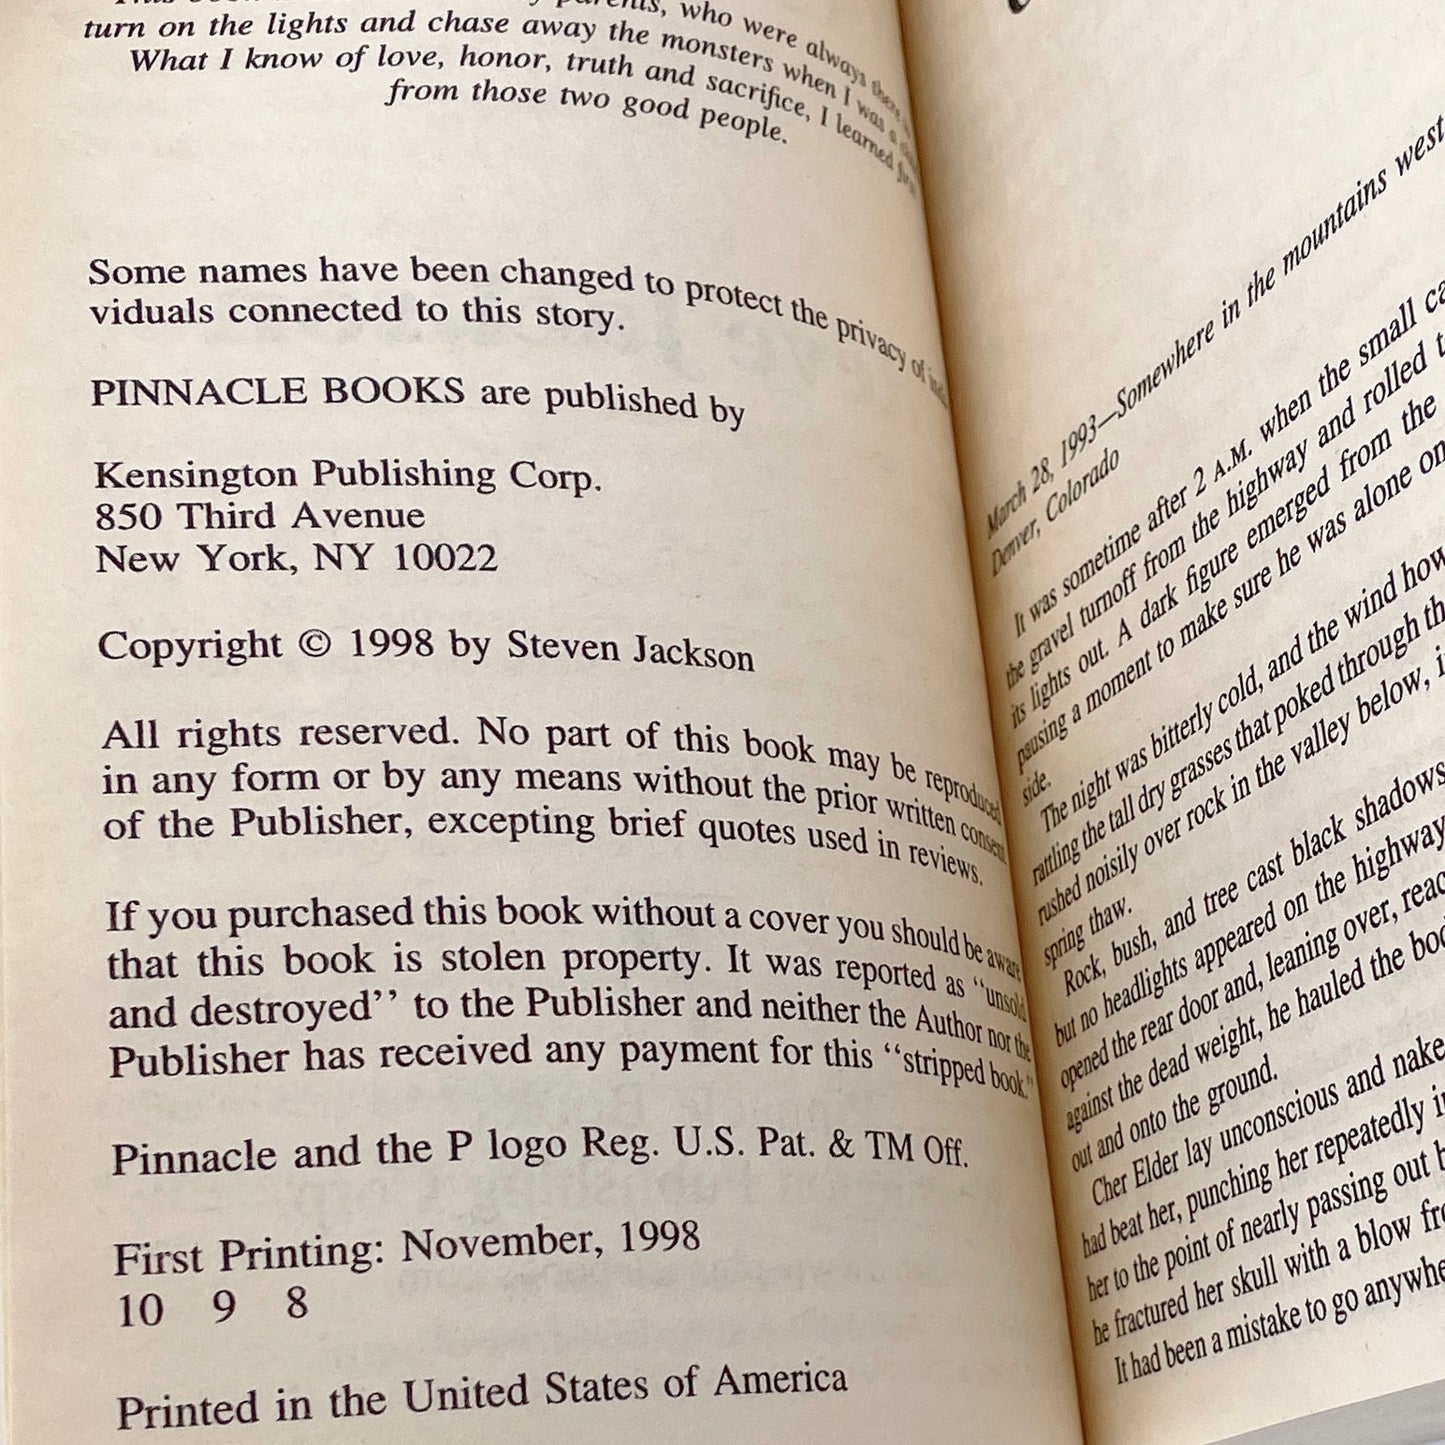 parents, who were always there to
turn on the lights and chase away the monsters when I was a
What I know of love, honor, truth and sacrifice, I learned
from those two good people.
Some names have been changed to protect the privacy of
viduals connected to this story.
PINNACLE BOOKS are published by
Kensington Publishing Corp.
850 Third Avenue
New York, NY 10022
Copyright © 1998 by Steven Jackson
All rights reserved. No part of this book may be reproduced
in any form or by any means without the prior written consent
of the Publisher, excepting brief quotes used in reviews.
If you purchased this book without a cover you should be aware
that this book is stolen property. It was reported as “unsold
and destroyed” to the Publisher and neither the Author nor the
Publisher has received any payment for this “stripped book.”
Pinnacle and the P logo Reg. U.S. Pat. & TM Off.
First Printing: November, 1998
10 9 8
Printed in the United States of America
March 28, 1993—Somewhere in the mountains west
Denver, Colorado
It was sometime after 2 A.M. when the small ca
the gravel turnoff from the highway and rolled t
its lights out. A dark figure emerged from the
pausing a moment to make sure he was alone on
side.
The night was bitterly cold, and the wind how
rattling the tall dry grasses that poked through th
rushed noisily over rock in the valley below, i
spring thaw.
Rock, bush, and tree cast black shadows
but no headlights appeared on the highway
opened the rear door and, leaning over, reac
against the dead weight, he hauled the bod
out and onto the ground.
Cher Elder lay unconscious and nake
had beat her, punching her repeatedly i
her to the point of nearly passing out b
he fractured her skull with a blow fro
It had been a mistake to go anywhe